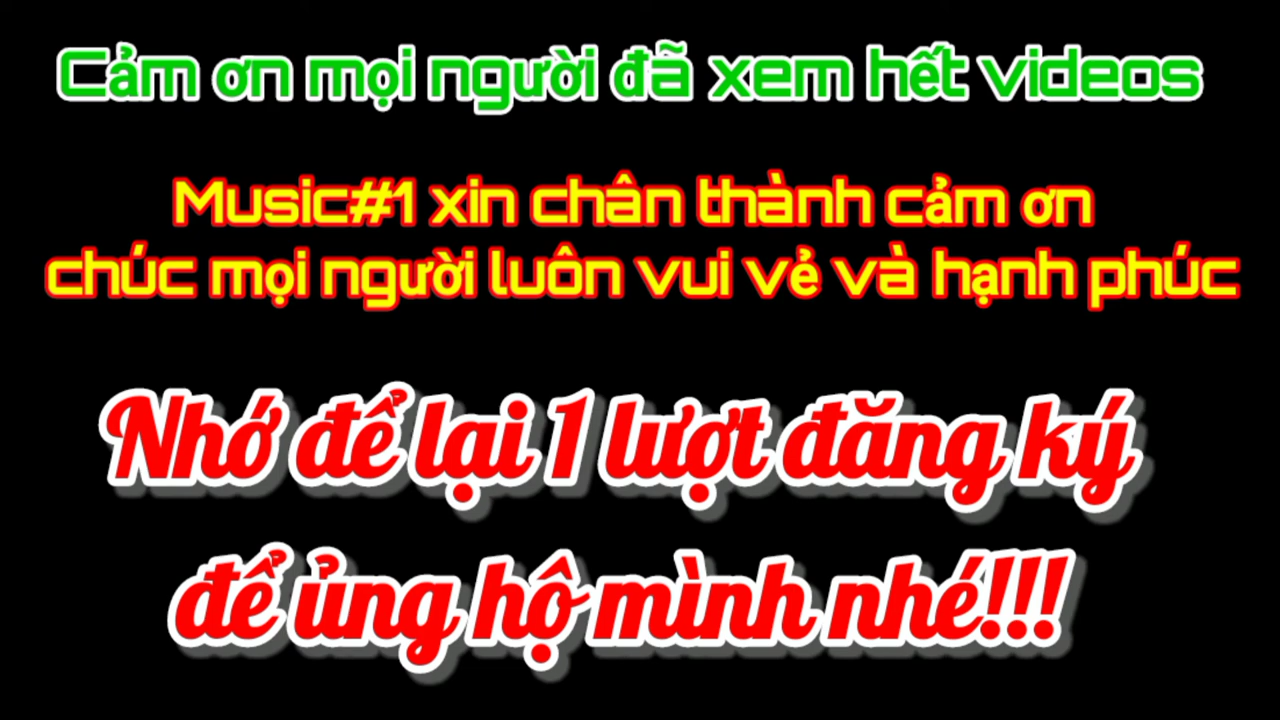 Cảm ơn mọi người đã xem hết videos
Music#1 xin chân thành cảm ơn
chúc mọi người luôn vui vẻ và hạnh phúc
Nhớ để lại 1 lượt đăng ký
để ủng hộ mình nhé!!!